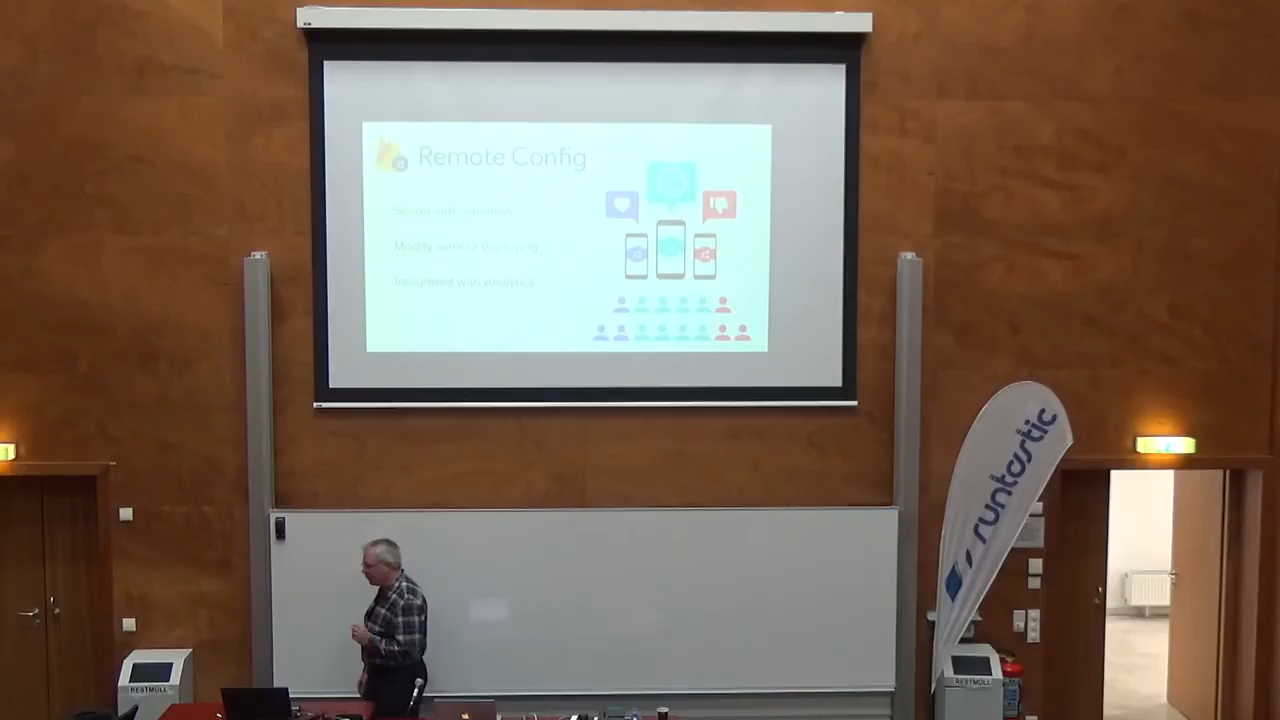 Remote Config
Server-side variables
Modify without deploying
Integrated with Analytics
runtastic
RESTMÜLL
RESTMÜLL